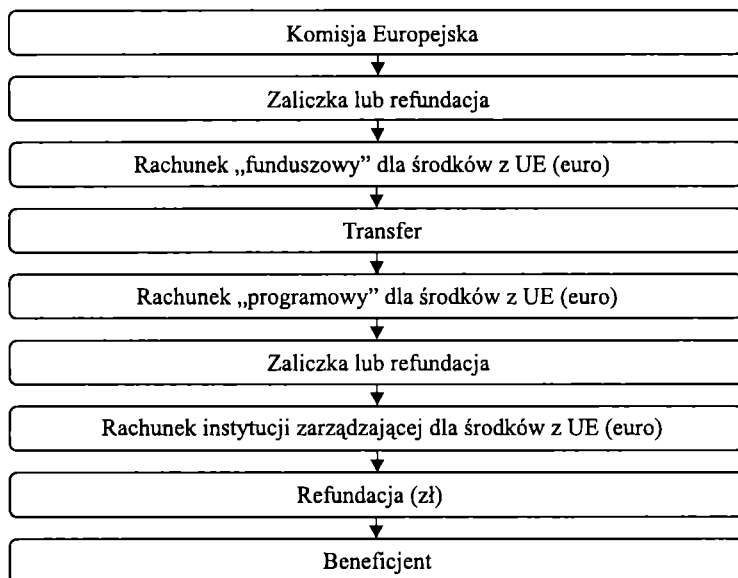 Komisja Europejska
Zaliczka lub refundacja
Rachunek „funduszowy” dla środków z UE (euro)
Transfer
Rachunek „programowy” dla środków z UE (euro)
Zaliczka lub refundacja
Rachunek instytucji zarządzającej dla środków z UE (euro)
Refundacja (zł)
Beneficjent